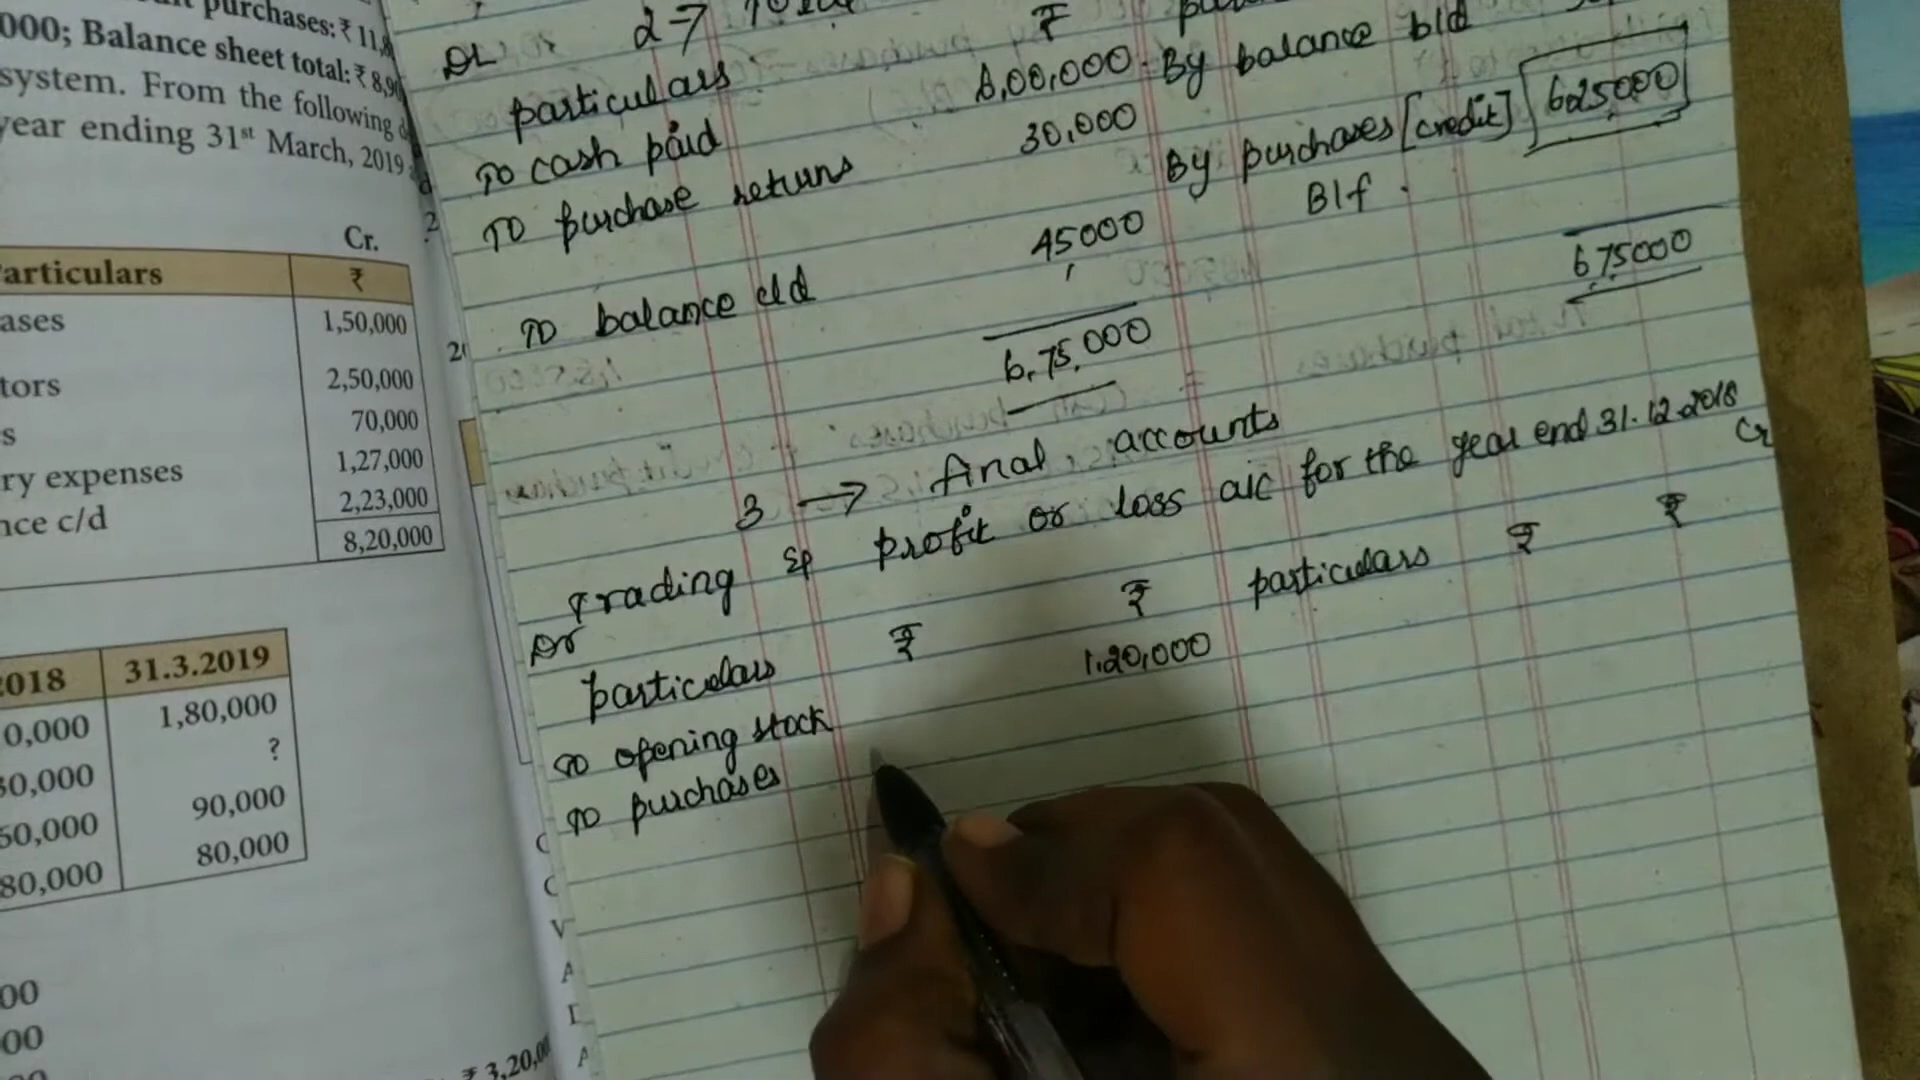 purchases: ₹ 11,8
000; Balance sheet total: ₹ 8,90
system. From the following
year ending 31st March, 2019
Cr.
articulars ₹
ases 1,50,000
tors 2,50,000
s 70,000
ry expenses 1,27,000
nce c/d 2,23,000
8,20,000
018 31.3.2019
0,000 1,80,000
30,000 ?
50,000 90,000
80,000 80,000
00
00
₹ 3,20,00
2 →
Dr ₹
particulars
To cash paid 6,00,000 By balance b/d
To purchase returns 30,000 By purchases [credit] 625000
B/f
To balance c/d 45000
6,75,000 675000
3 → final accounts
Trading & profit or loss a/c for the year end 31.12.2018
Dr Cr
particulars ₹ ₹ particulars ₹ ₹
To opening stock 1,20,000
To purchases